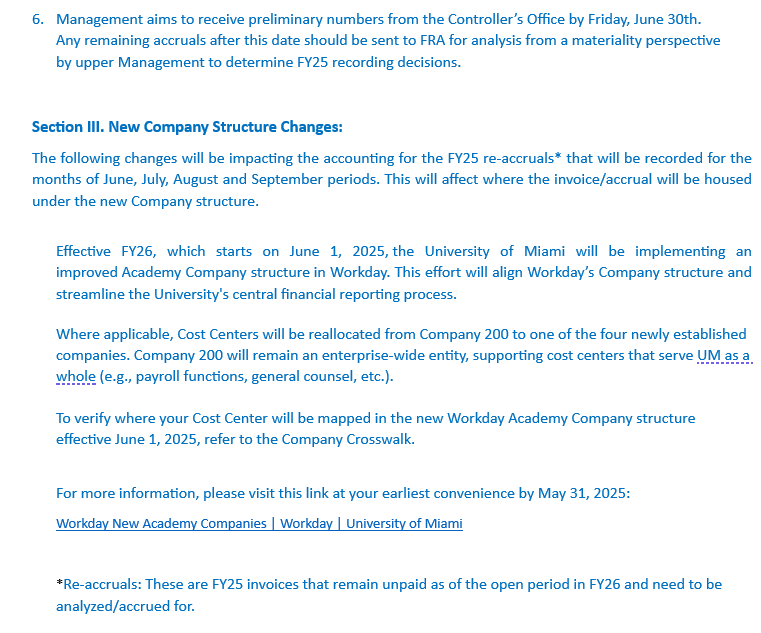 6. Management aims to receive preliminary numbers from the Controller's Office by Friday, June 30th.
Any remaining accruals after this date should be sent to FRA for analysis from a materiality perspective
by upper Management to determine FY25 recording decisions.
Section III. New Company Structure Changes:
The following changes will be impacting the accounting for the FY25 re-accruals* that will be recorded for the
months of June, July, August and September periods. This will affect where the invoice/accrual will be housed
under the new Company structure.
Effective FY26, which starts on June 1, 2025, the University of Miami will be implementing an
improved Academy Company structure in Workday. This effort will align Workday's Company structure and
streamline the University's central financial reporting process.
Where applicable, Cost Centers will be reallocated from Company 200 to one of the four newly established
companies. Company 200 will remain an enterprise-wide entity, supporting cost centers that serve UM as a
whole (e.g., payroll functions, general counsel, etc.).
To verify where your Cost Center will be mapped in the new Workday Academy Company structure
effective June 1, 2025, refer to the Company Crosswalk.
For more information, please visit this link at your earliest convenience by May 31, 2025:
Workday New Academy Companies | Workday | University of Miami
*Re-accruals: These are FY25 invoices that remain unpaid as of the open period in FY26 and need to be
analyzed/accrued for.